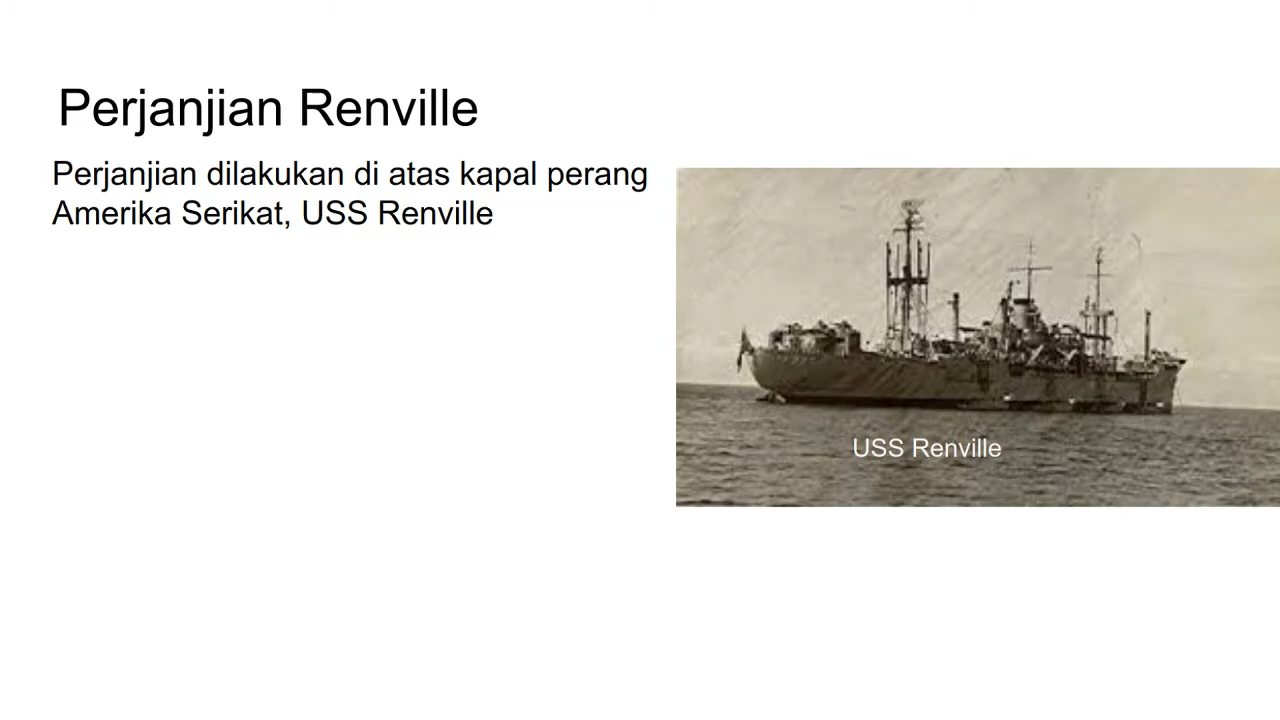 Perjanjian Renville
Perjanjian dilakukan di atas kapal perang
Amerika Serikat, USS Renville
USS Renville